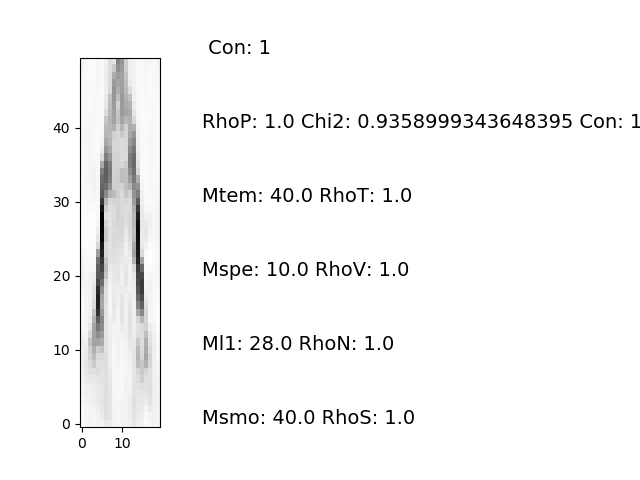 Con: 1
RhoP: 1.0 Chi2: 0.9358999343648395 Con: 1
Mtem: 40.0 RhoT: 1.0
Mspe: 10.0 RhoV: 1.0
Ml1: 28.0 RhoN: 1.0
Msmo: 40.0 RhoS: 1.0
40
30
20
10
0
0 10